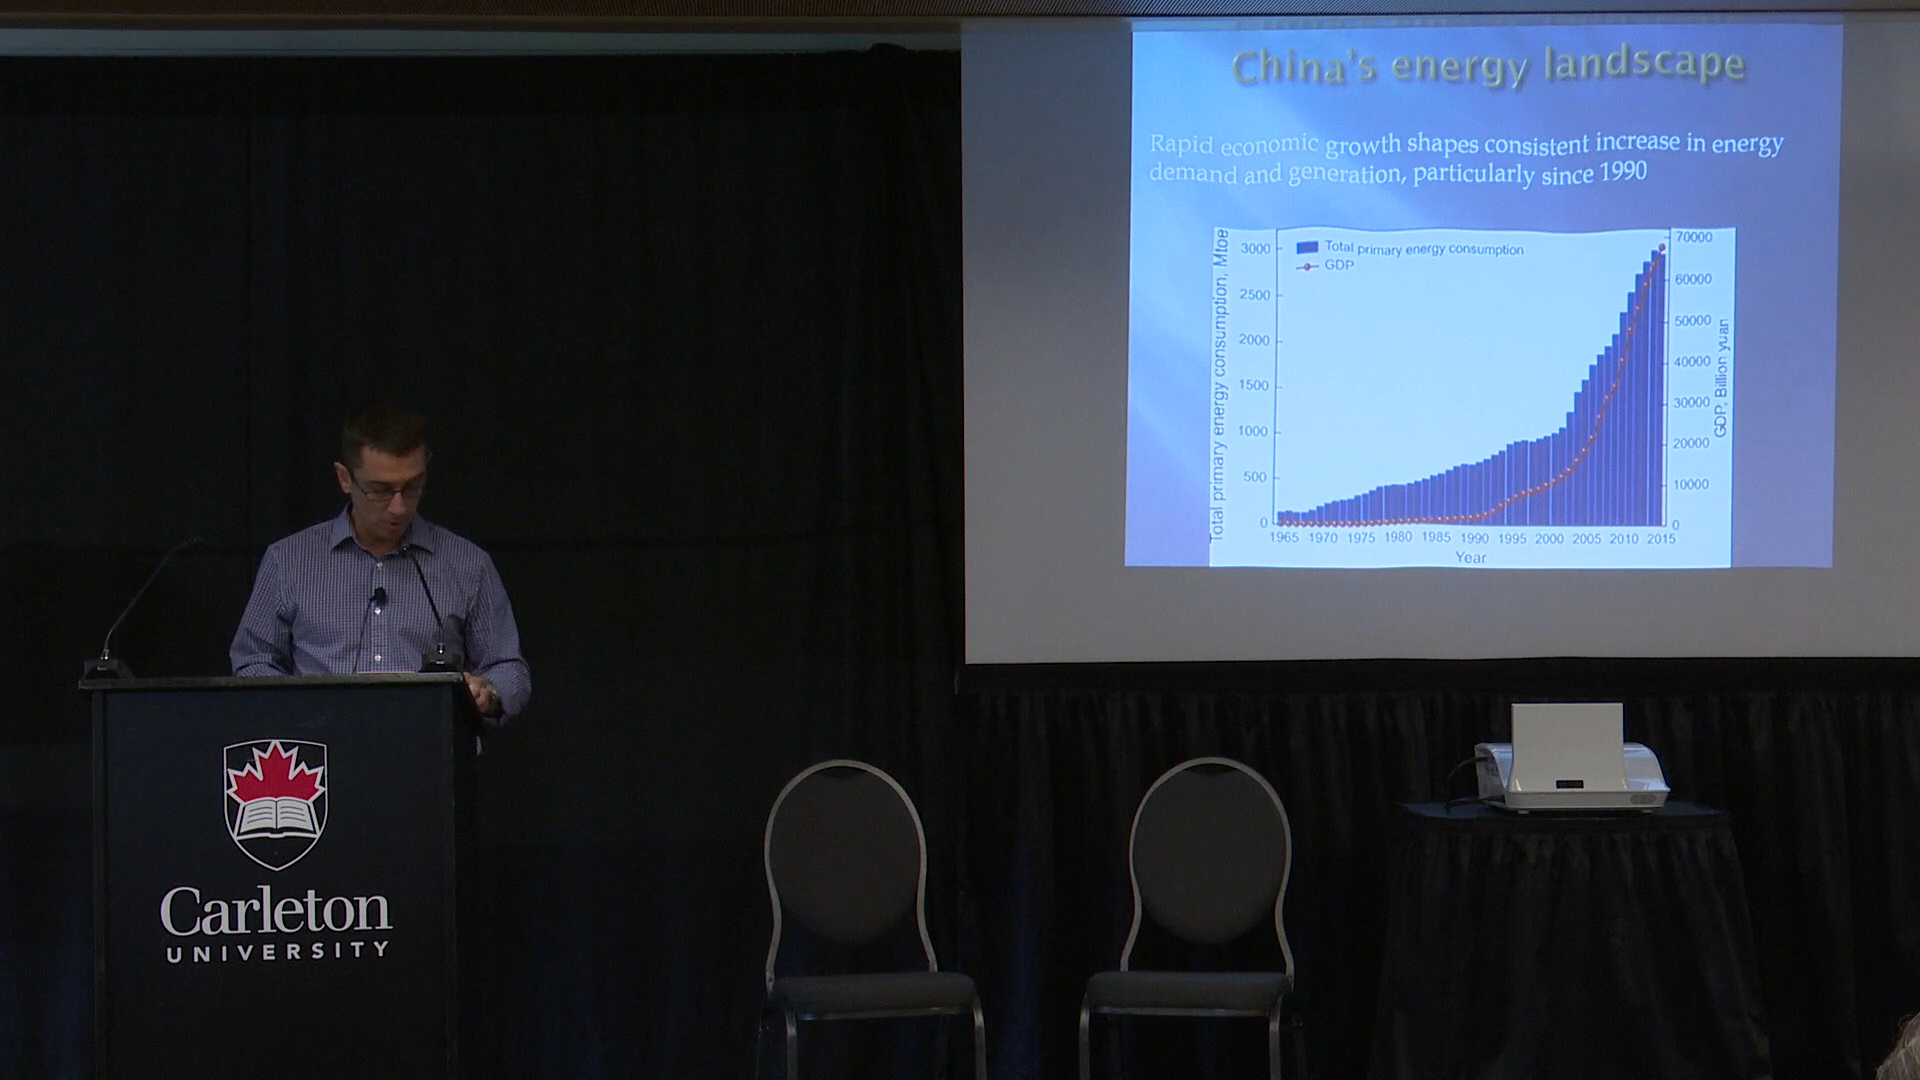 China's energy landscape
Rapid economic growth shapes consistent increase in energy
demand and generation, particularly since 1990
Total primary energy consumption, Mtoe
3000
2500
2000
1500
1000
500
0
Total primary energy consumption
GDP
70000
60000
50000
40000
30000
20000
10000
0
GDP, Billion yuan
1965 1970 1975 1980 1985 1990 1995 2000 2005 2010 2015
Year
Carleton
UNIVERSITY